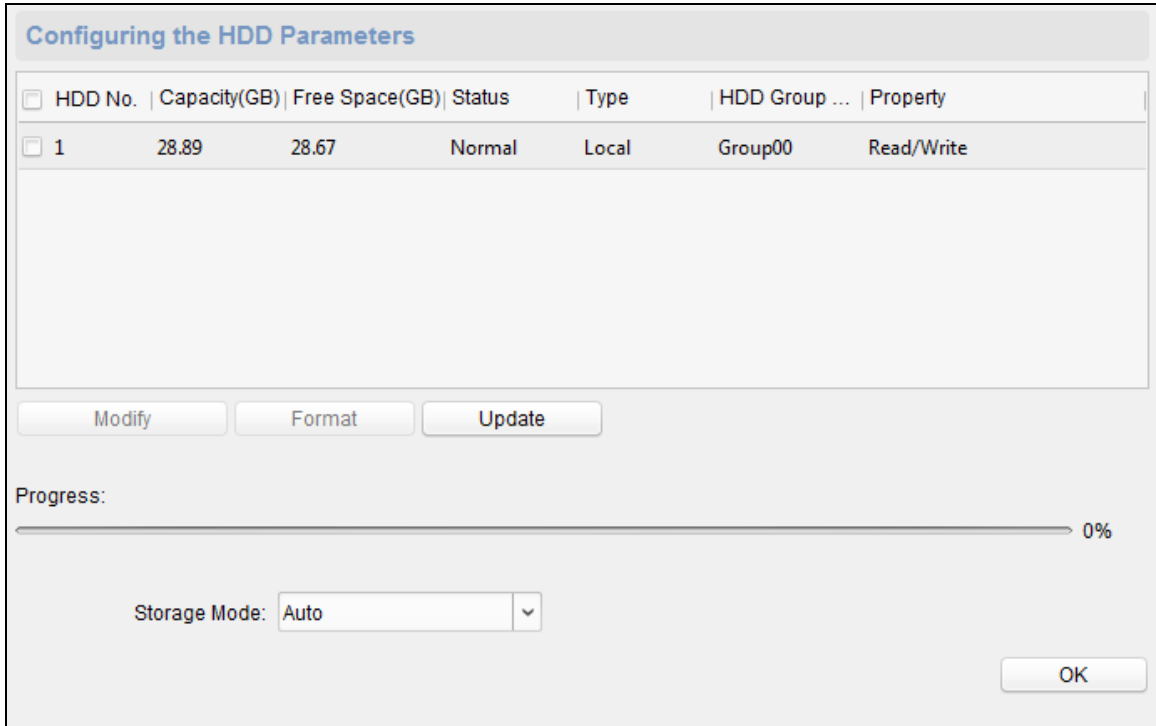 Configuring the HDD Parameters
HDD No. Capacity(GB) Free Space(GB) Status Type HDD Group ... Property
1 28.89 28.67 Normal Local Group00 Read/Write
Modify Format Update
Progress:
0%
Storage Mode: Auto
OK